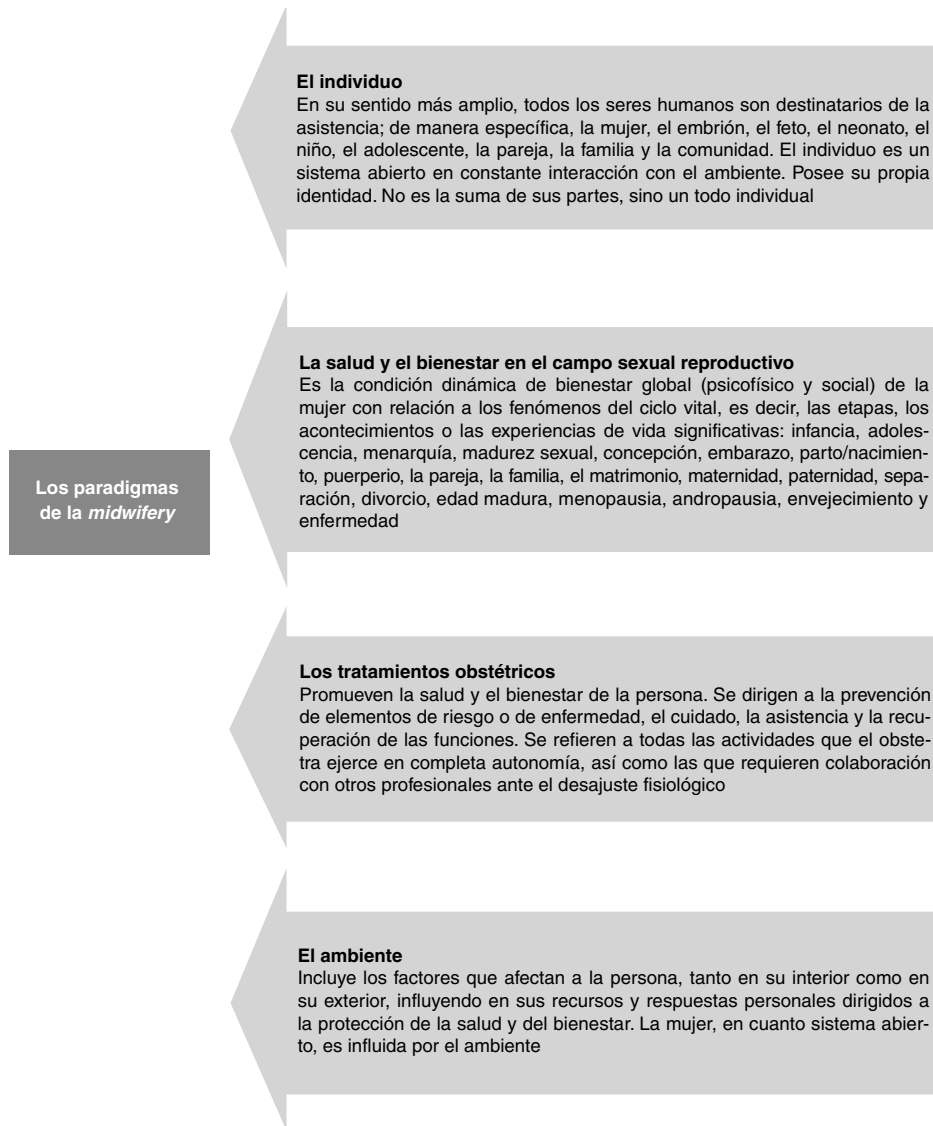 El individuo
En su sentido más amplio, todos los seres humanos son destinatarios de la
asistencia; de manera específica, la mujer, el embrión, el feto, el neonato, el
niño, el adolescente, la pareja, la familia y la comunidad. El individuo es un
sistema abierto en constante interacción con el ambiente. Posee su propia
identidad. No es la suma de sus partes, sino un todo individual
La salud y el bienestar en el campo sexual reproductivo
Es la condición dinámica de bienestar global (psicofísico y social) de la
mujer con relación a los fenómenos del ciclo vital, es decir, las etapas, los
acontecimientos o las experiencias de vida significativas: infancia, adoles-
cencia, menarquía, madurez sexual, concepción, embarazo, parto/nacimien-
to, puerperio, la pareja, la familia, el matrimonio, maternidad, paternidad, sepa-
ración, divorcio, edad madura, menopausia, andropausia, envejecimiento y
enfermedad
Los paradigmas
de la midwifery
Los tratamientos obstétricos
Promueven la salud y el bienestar de la persona. Se dirigen a la prevención
de elementos de riesgo o de enfermedad, el cuidado, la asistencia y la recu-
peración de las funciones. Se refieren a todas las actividades que el obste-
tra ejerce en completa autonomía, así como las que requieren colaboración
con otros profesionales ante el desajuste fisiológico
El ambiente
Incluye los factores que afectan a la persona, tanto en su interior como en
su exterior, influyendo en sus recursos y respuestas personales dirigidos a
la protección de la salud y del bienestar. La mujer, en cuanto sistema abier-
to, es influida por el ambiente